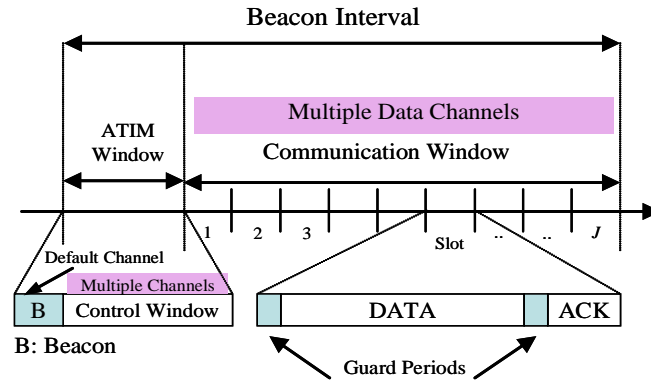 Beacon Interval
Multiple Data Channels
ATIM
Window
Communication Window
1 2 3 Slot .. .. J
Default Channel
Multiple Channels
B Control Window
DATA ACK
B: Beacon
Guard Periods